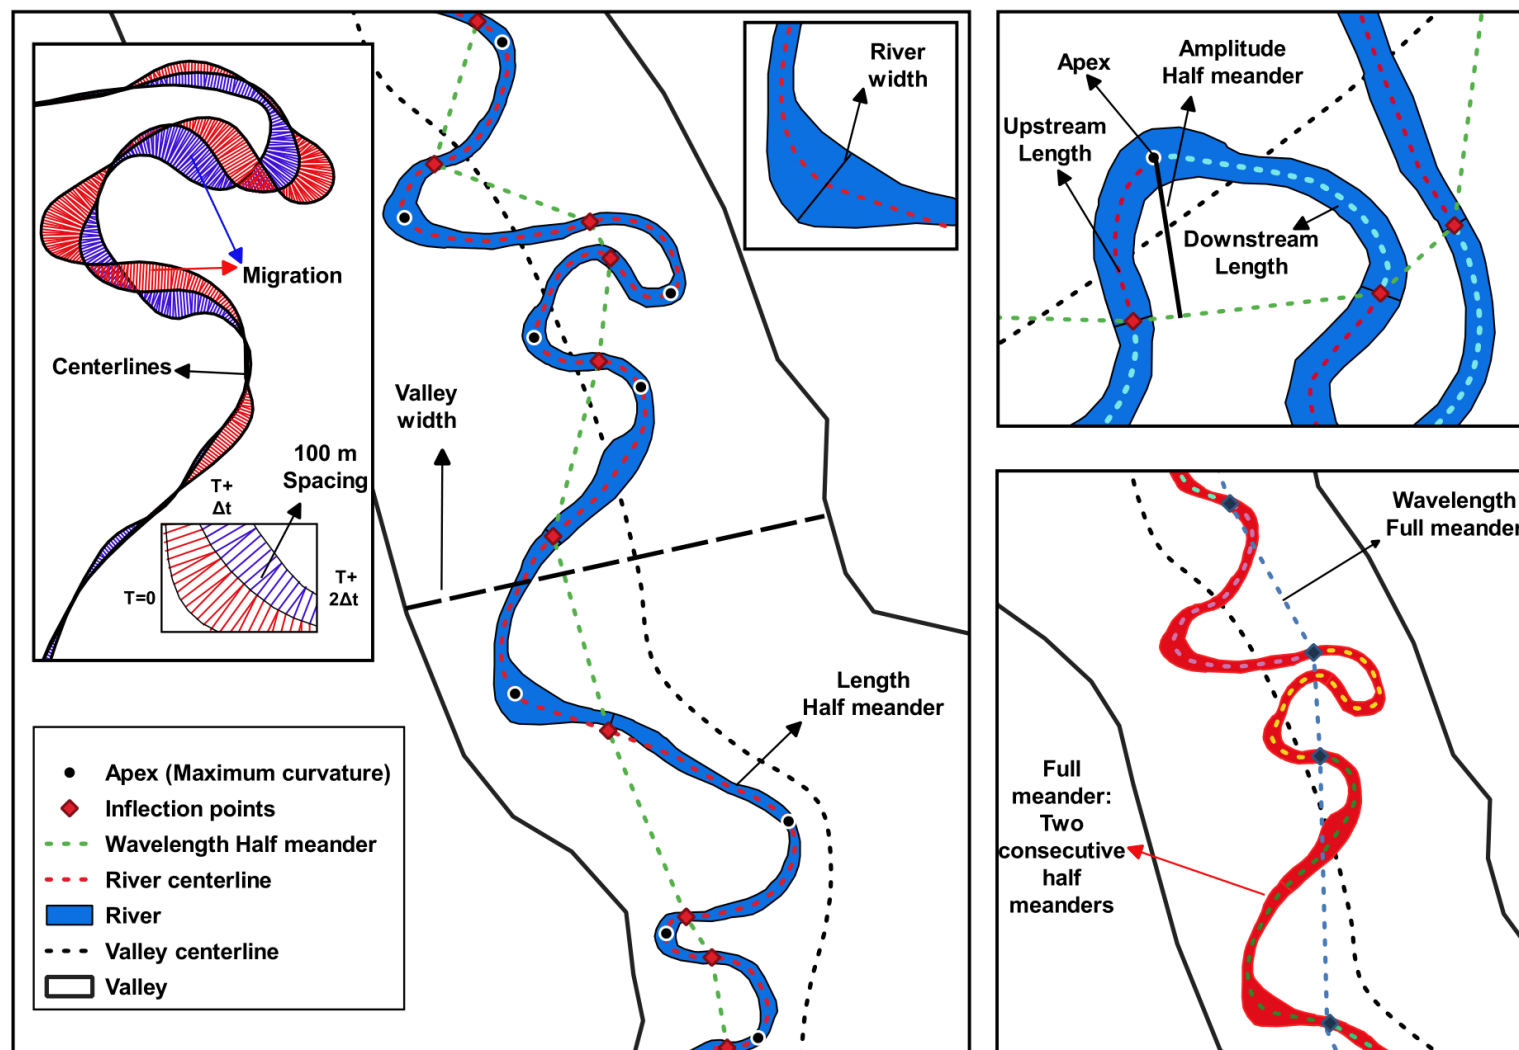 River
width
Migration
Centerlines
100 m
Spacing
T+
Δt
T=0
T+
2Δt
Valley
width
Length
Half meander
Apex (Maximum curvature)
Inflection points
Wavelength Half meander
River centerline
River
Valley centerline
Valley
Apex
Amplitude
Half meander
Upstream
Length
Downstream
Length
Wavelength
Full meander
Full
meander:
Two
consecutive
half
meanders